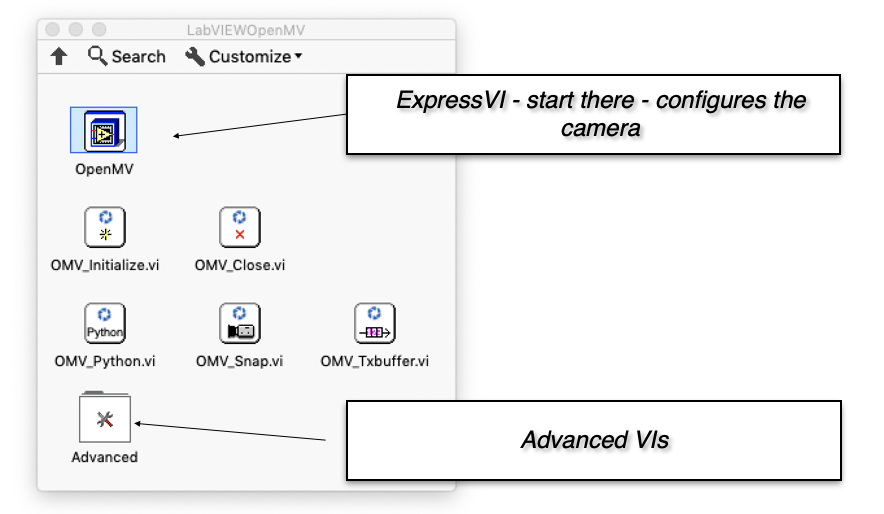 LabVIEWOpenMV
Search
Customize
ExpressVI - start there - configures the
camera
OpenMV
OMV_Initialize.vi
OMV_Close.vi
Python
OMV_Python.vi
OMV_Snap.vi
OMV_Txbuffer.vi
Advanced
Advanced VIs